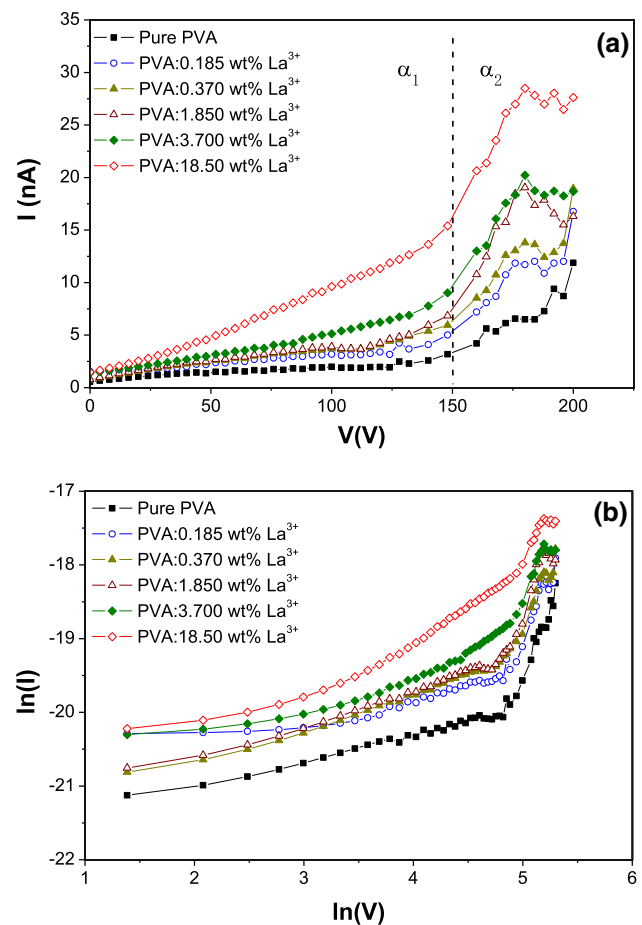 (a)
Pure PVA
PVA:0.185 wt% La³⁺
PVA:0.370 wt% La³⁺
PVA:1.850 wt% La³⁺
PVA:3.700 wt% La³⁺
PVA:18.50 wt% La³⁺
α₁ α₂
35
30
25
20
15
10
5
0
I (nA)
0 50 100 150 200
V(V)
(b)
Pure PVA
PVA:0.185 wt% La³⁺
PVA:0.370 wt% La³⁺
PVA:1.850 wt% La³⁺
PVA:3.700 wt% La³⁺
PVA:18.50 wt% La³⁺
-17
-18
-19
-20
-21
-22
ln(I)
1 2 3 4 5 6
ln(V)